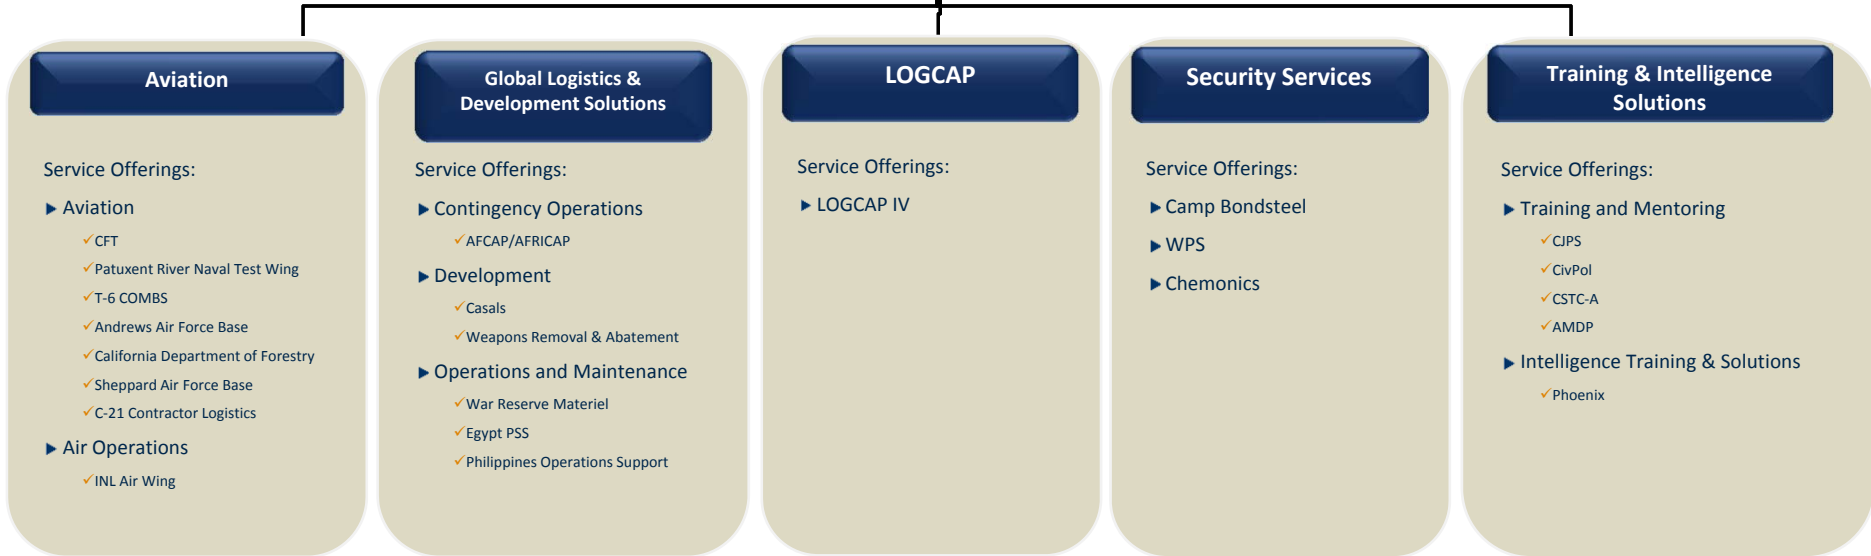 Aviation
Service Offerings:
Aviation
CFT
Patuxent River Naval Test Wing
T-6 COMBS
Andrews Air Force Base
California Department of Forestry
Sheppard Air Force Base
C-21 Contractor Logistics
Air Operations
INL Air Wing
Global Logistics &
Development Solutions
Service Offerings:
Contingency Operations
AFCAP/AFRICAP
Development
Casals
Weapons Removal & Abatement
Operations and Maintenance
War Reserve Materiel
Egypt PSS
Philippines Operations Support
LOGCAP
Service Offerings:
LOGCAP IV
Security Services
Service Offerings:
Camp Bondsteel
WPS
Chemonics
Training & Intelligence
Solutions
Service Offerings:
Training and Mentoring
CJPS
CivPol
CSTC-A
AMDP
Intelligence Training & Solutions
Phoenix